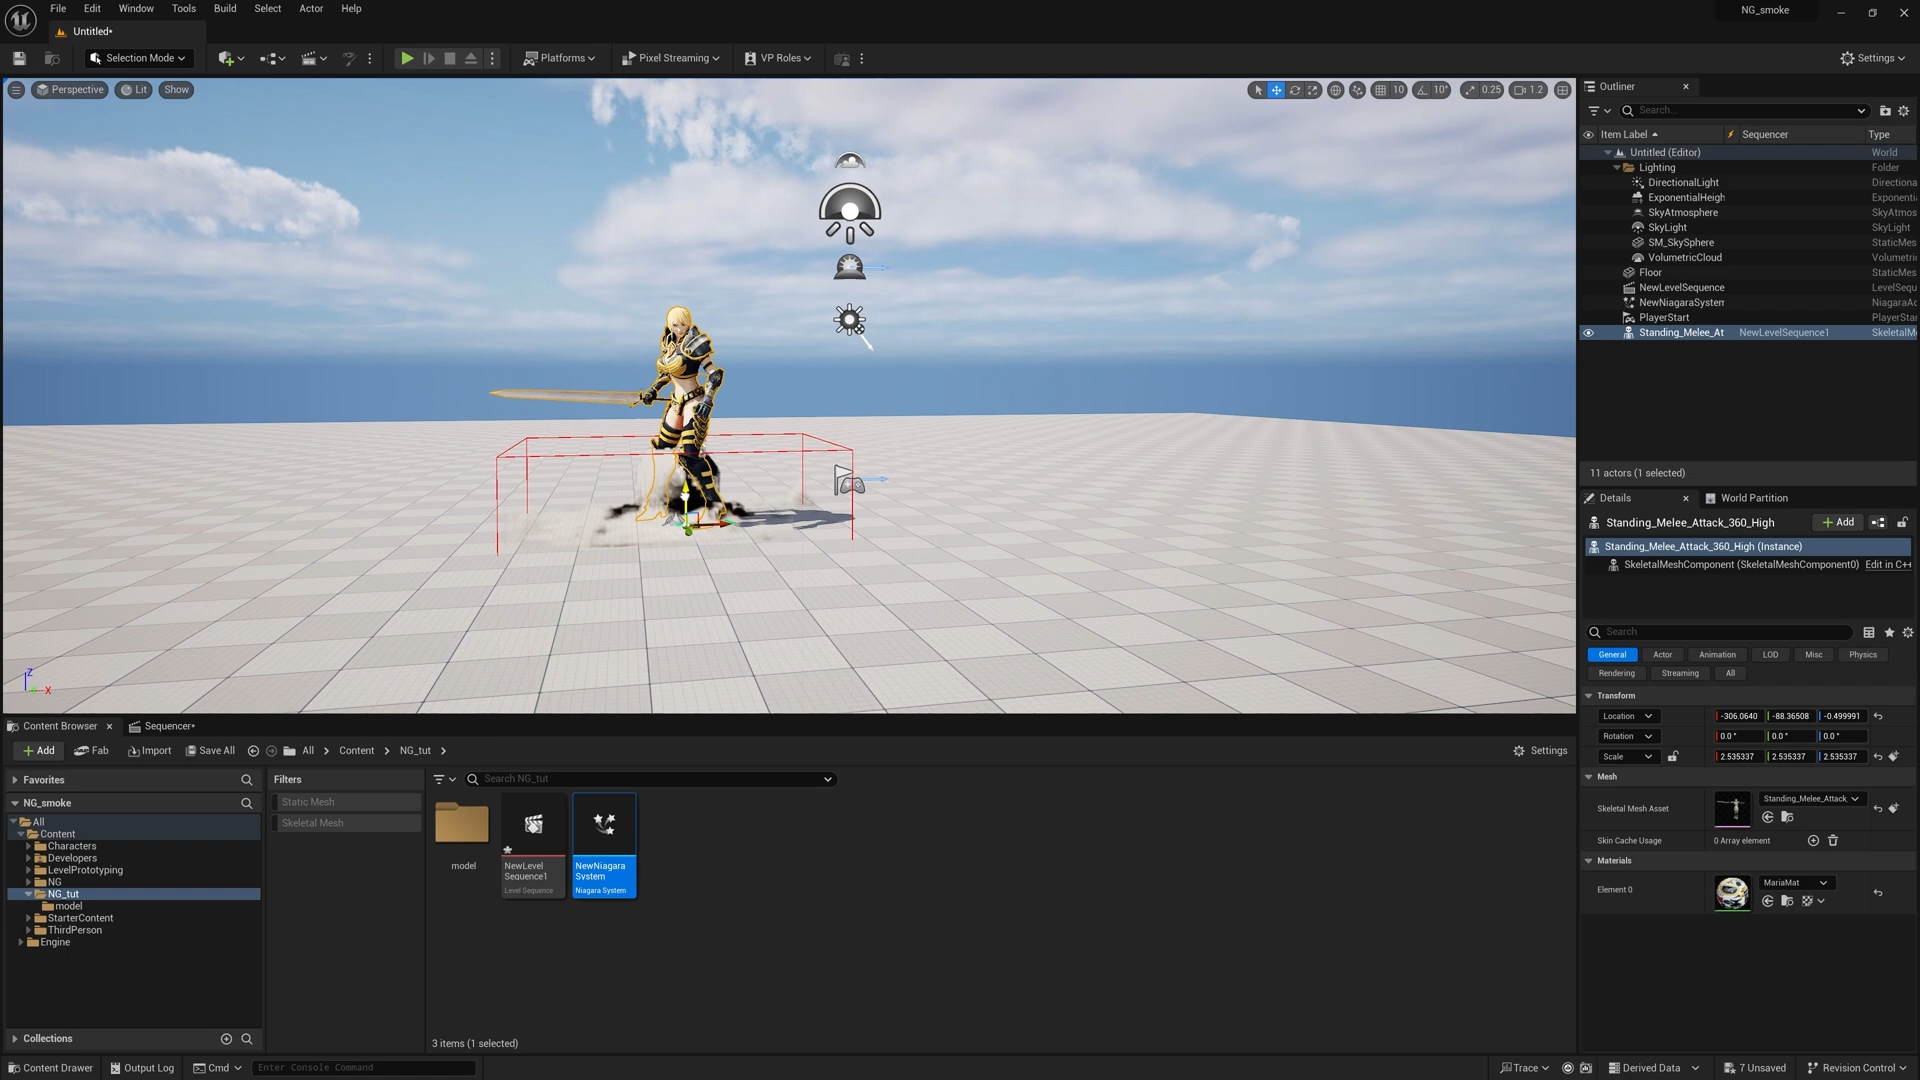 File Edit Window Tools Build Select Actor Help
NG_smoke
Untitled*
Selection Mode
Platforms
Pixel Streaming
VP Roles
Settings
Perspective
Lit
Show
10
10°
0.25
1.2
Outliner
Search...
Item Label
Sequencer
Type
Untitled (Editor)
World
Lighting
Folder
DirectionalLight
Directiona
ExponentialHeigh
Exponenti
SkyAtmosphere
SkyAtmos
SkyLight
SkyLight
SM_SkySphere
StaticMes
VolumetricCloud
Volumetri
Floor
StaticMes
NewLevelSequence
LevelSequ
NewNiagaraSystem
NiagaraAc
PlayerStart
PlayerStar
Standing_Melee_At
NewLevelSequence1
SkeletalM
11 actors (1 selected)
Details
World Partition
Standing_Melee_Attack_360_High
Add
Standing_Melee_Attack_360_High (Instance)
SkeletalMeshComponent (SkeletalMeshComponent0)
Edit in C++
Search
General
Actor
Animation
LOD
Misc
Physics
Rendering
Streaming
All
Transform
Location
-306.0640
-88.36508
-0.499991
Rotation
0.0 °
0.0 °
0.0 °
Scale
2.535337
2.535337
2.535337
Mesh
Skeletal Mesh Asset
Standing_Melee_Attack_
Skin Cache Usage
0 Array element
Materials
Element 0
MariaMat
Z
X
Content Browser
Sequencer*
Add
Fab
Import
Save All
All
Content
NG_tut
Settings
Favorites
NG_smoke
All
Content
Characters
Developers
LevelPrototyping
NG
NG_tut
model
StarterContent
ThirdPerson
Engine
Collections
Filters
Static Mesh
Skeletal Mesh
Search NG_tut
model
NewLevel
Sequence1
Level Sequence
NewNiagara
System
Niagara System
3 items (1 selected)
Content Drawer
Output Log
Cmd
Enter Console Command
Trace
Derived Data
7 Unsaved
Revision Control